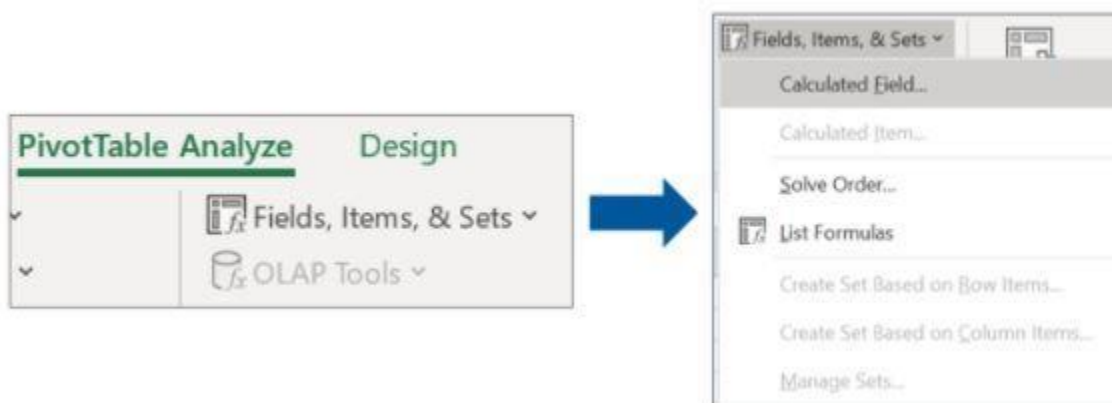 PivotTable Analyze Design
Fields, Items, & Sets
OLAP Tools
Fields, Items, & Sets
Calculated Field...
Calculated Item...
Solve Order...
List Formulas
Create Set Based on Row Items...
Create Set Based on Column Items...
Manage Sets...